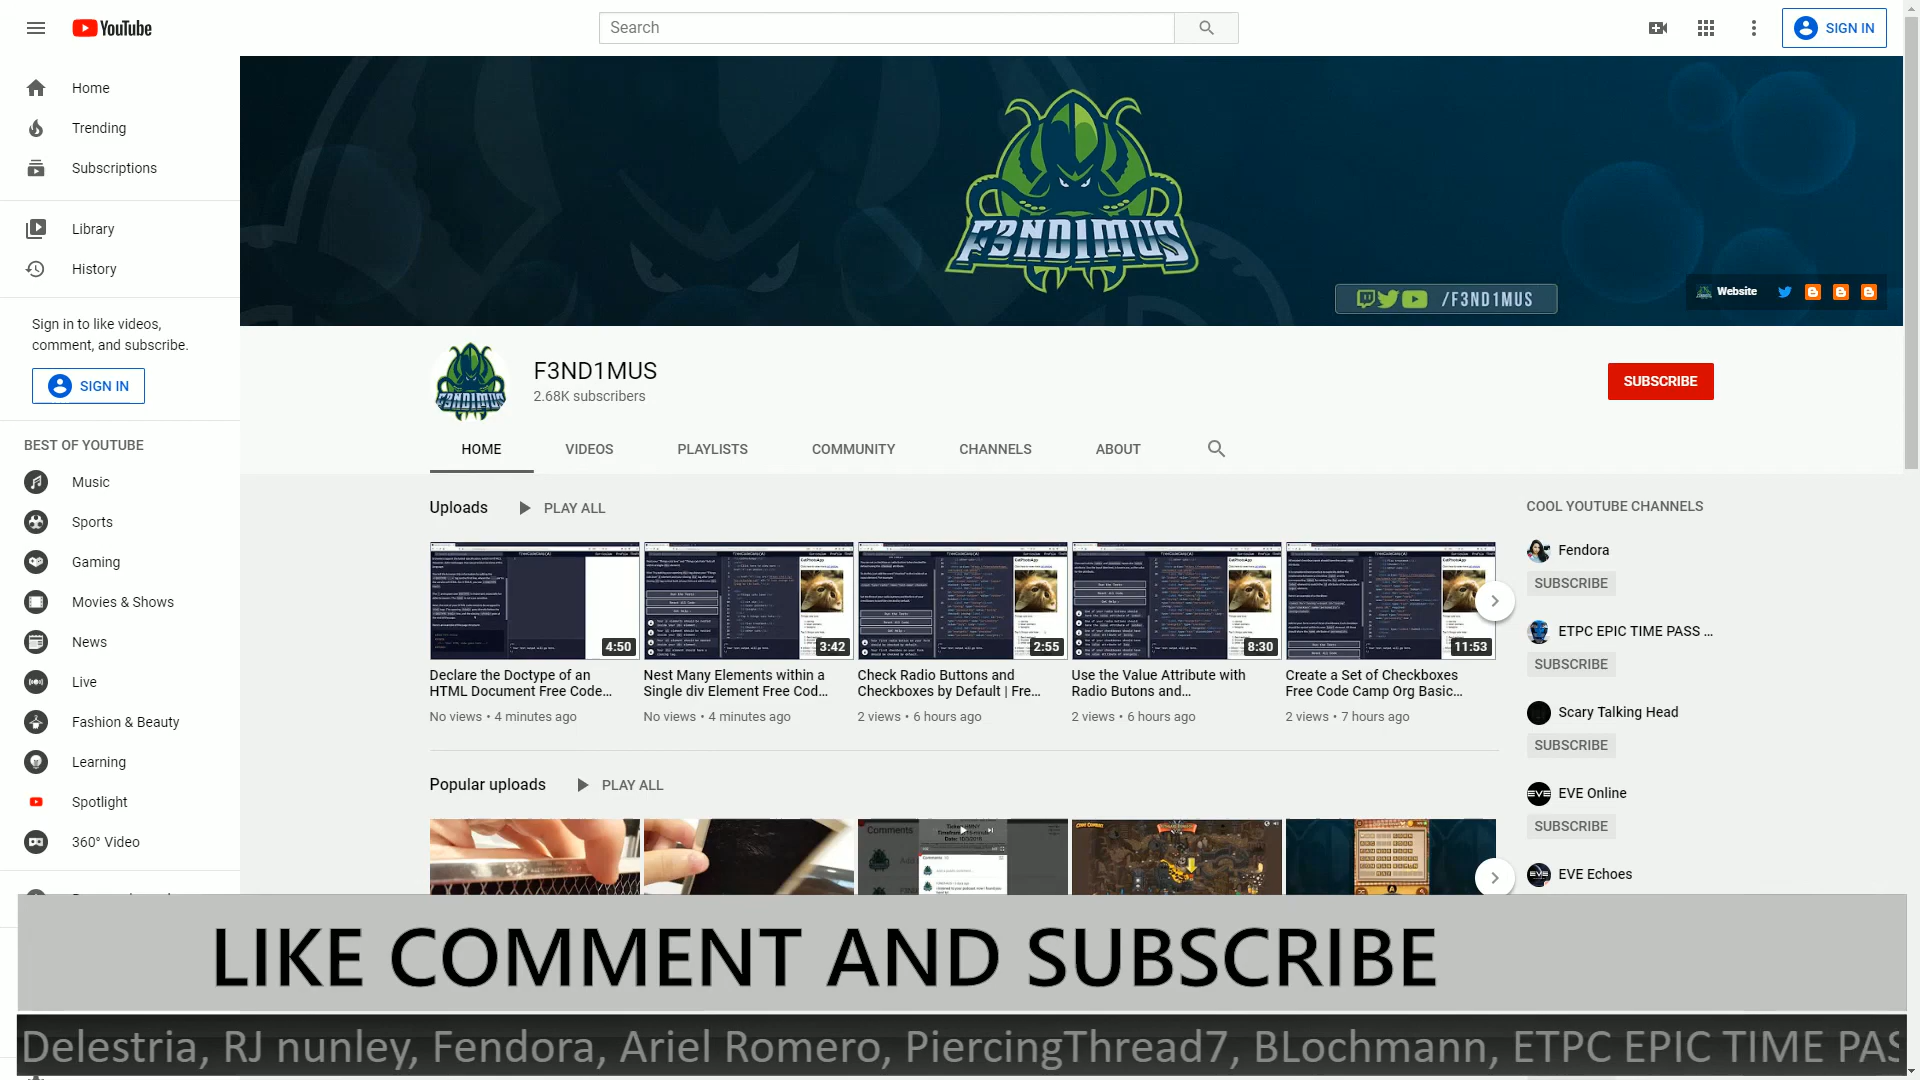 YouTube
Search
SIGN IN
Home
Trending
Subscriptions
Library
History
Sign in to like videos,
comment, and subscribe.
SIGN IN
BEST OF YOUTUBE
Music
Sports
Gaming
Movies & Shows
News
Live
Fashion & Beauty
Learning
Spotlight
360° Video
F3ND1MUS
/F3ND1MUS
Website
F3ND1MUS
2.68K subscribers
SUBSCRIBE
HOME
VIDEOS
PLAYLISTS
COMMUNITY
CHANNELS
ABOUT
Uploads
PLAY ALL
4:50
Declare the Doctype of an
HTML Document Free Code...
No views • 4 minutes ago
3:42
Nest Many Elements within a
Single div Element Free Cod...
No views • 4 minutes ago
2:55
Check Radio Buttons and
Checkboxes by Default | Fre...
2 views • 6 hours ago
8:30
Use the Value Attribute with
Radio Butons and...
2 views • 6 hours ago
11:53
Create a Set of Checkboxes
Free Code Camp Org Basic...
2 views • 7 hours ago
Popular uploads
PLAY ALL
Comments
COOL YOUTUBE CHANNELS
Fendora
SUBSCRIBE
ETPC EPIC TIME PASS ...
SUBSCRIBE
Scary Talking Head
SUBSCRIBE
EVE Online
SUBSCRIBE
EVE Echoes
LIKE COMMENT AND SUBSCRIBE
Delestria, RJ nunley, Fendora, Ariel Romero, PiercingThread7, BLochmann, ETPC EPIC TIME PAS